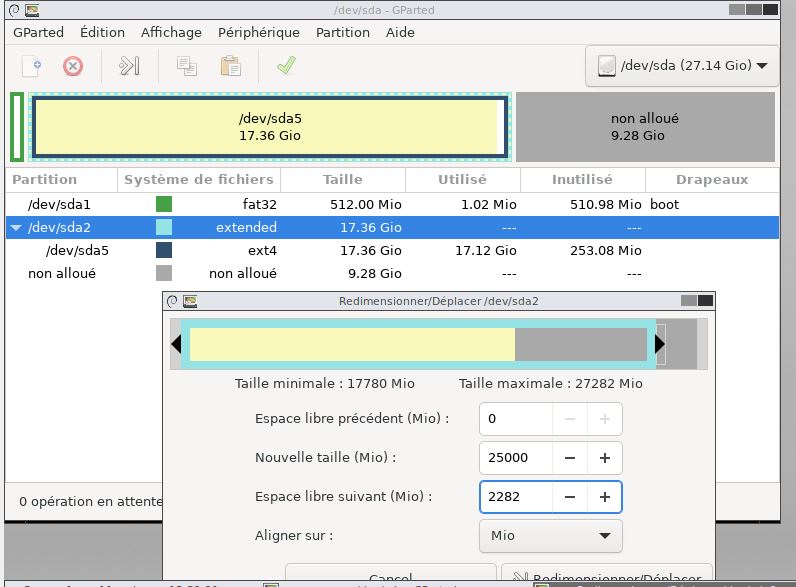 /dev/sda - GParted
GParted Édition Affichage Périphérique Partition Aide
/dev/sda (27.14 Gio)
/dev/sda5
17.36 Gio
non alloué
9.28 Gio
Partition Système de fichiers Taille Utilisé Inutilisé Drapeaux
/dev/sda1 fat32 512.00 Mio 1.02 Mio 510.98 Mio boot
/dev/sda2 extended 17.36 Gio --- ---
/dev/sda5 ext4 17.36 Gio 17.12 Gio 253.08 Mio
non alloué non alloué 9.28 Gio --- ---
Redimensionner/Déplacer /dev/sda2
Taille minimale : 17780 Mio Taille maximale : 27282 Mio
Espace libre précédent (Mio) : 0
Nouvelle taille (Mio) : 25000
Espace libre suivant (Mio) : 2282
0 opération en attente
Aligner sur : Mio
Cancel Redimensionner/Déplacer